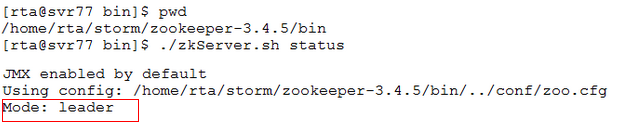 [rta@svr77 bin]$ pwd
/home/rta/storm/zookeeper-3.4.5/bin
[rta@svr77 bin]$ ./zkServer.sh status
JMX enabled by default
Using config: /home/rta/storm/zookeeper-3.4.5/bin/../conf/zoo.cfg
Mode: leader